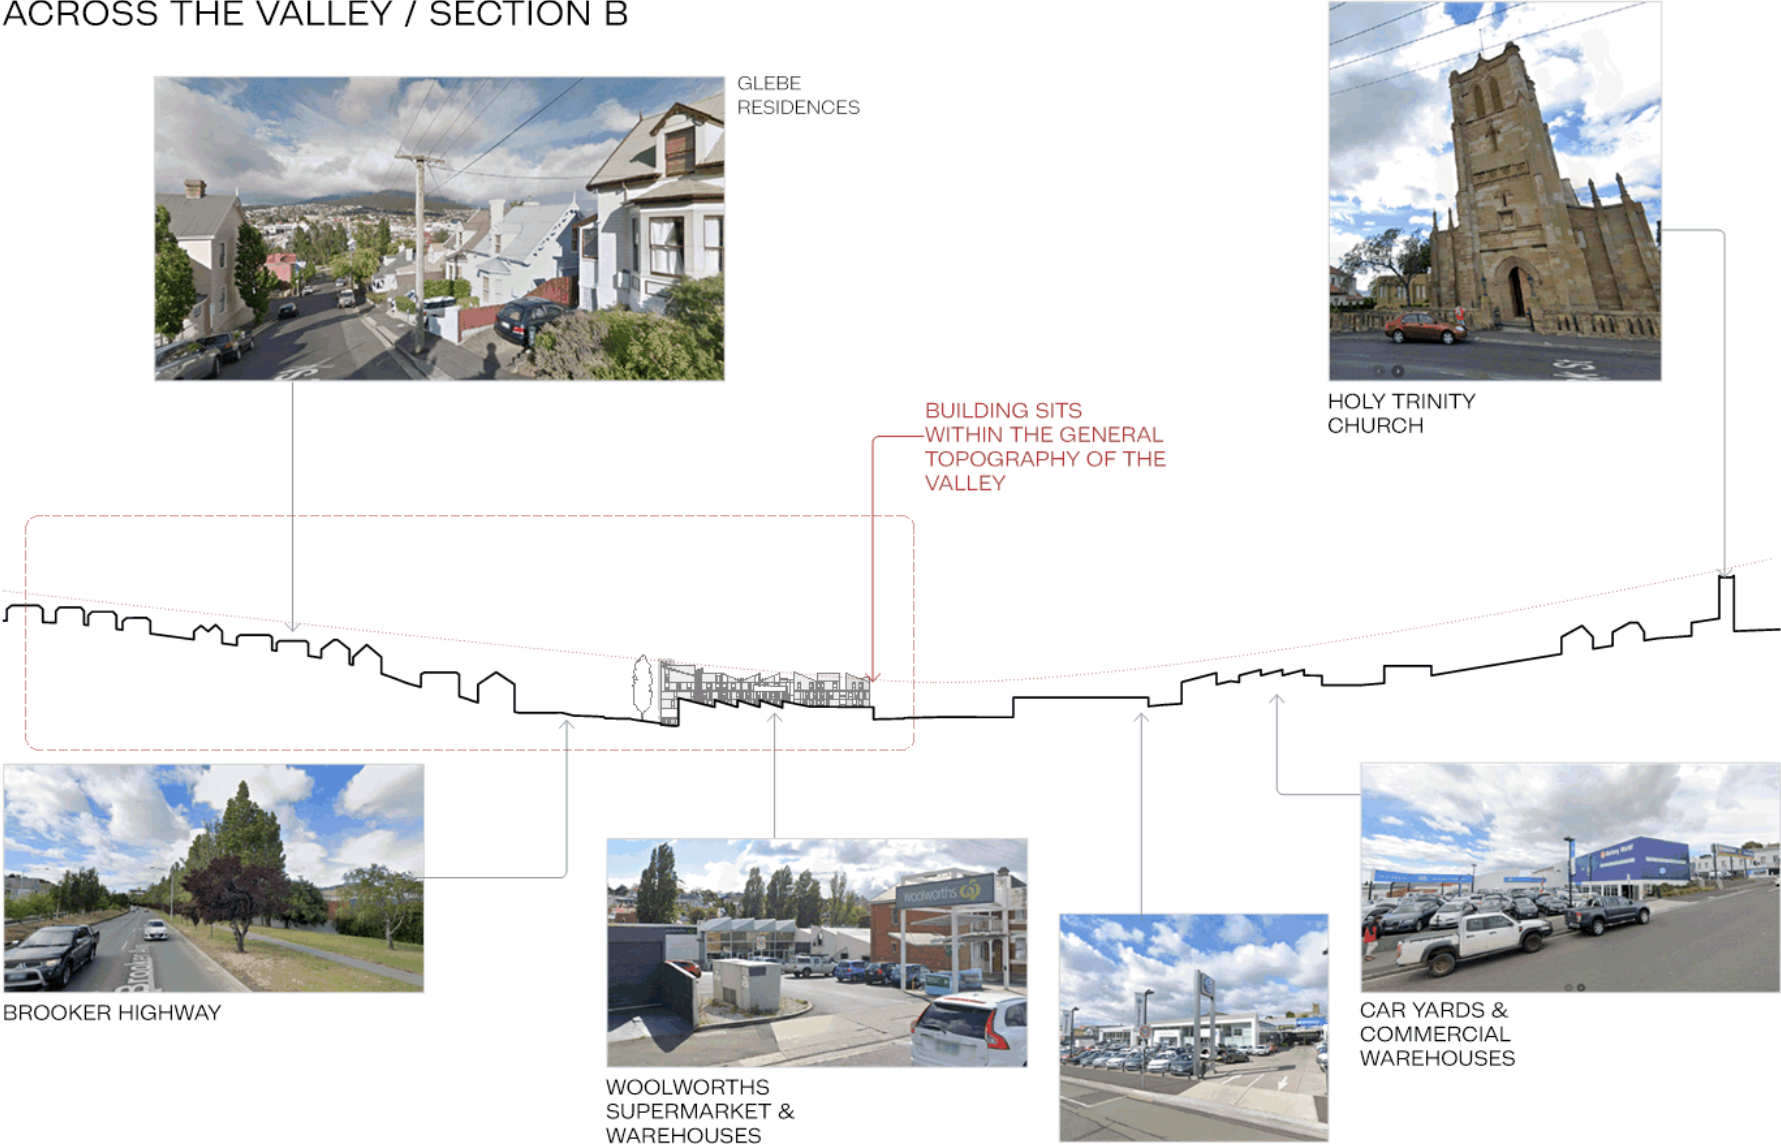 ACROSS THE VALLEY / SECTION B
GLEBE
RESIDENCES
HOLY TRINITY
CHURCH
BUILDING SITS
WITHIN THE GENERAL
TOPOGRAPHY OF THE
VALLEY
BROOKER HIGHWAY
Brooker
woolworths
WOOLWORTHS
SUPERMARKET &
WAREHOUSES
CAR YARDS &
COMMERCIAL
WAREHOUSES